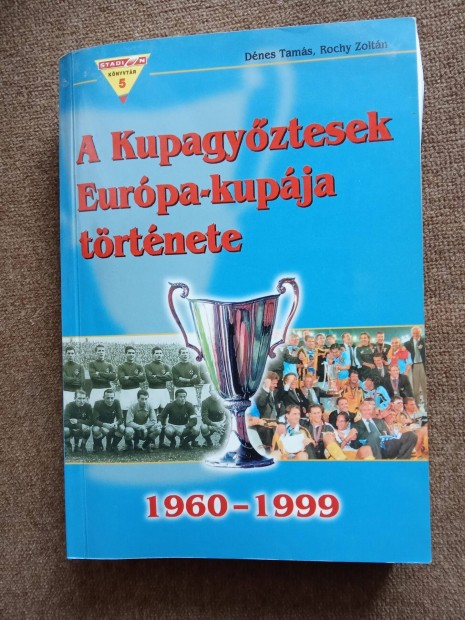 STADION
KÖNYVTÁR
5
Dénes Tamás, Rochy Zoltán
A Kupagyőztesek
Európa-kupája
története
1960–1999